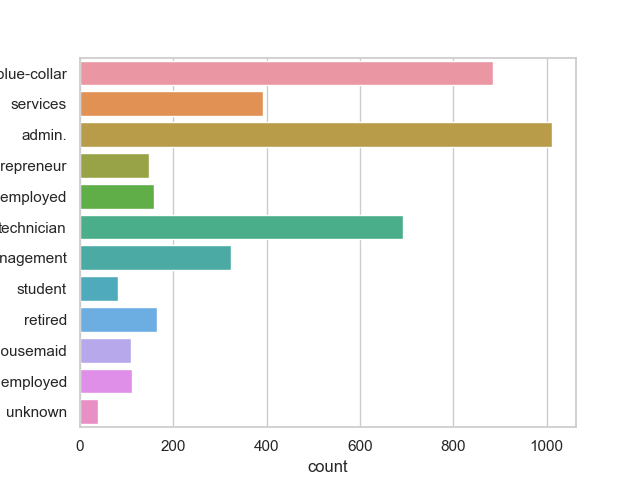 blue-collar
services
admin.
repreneur
employed
technician
nagement
student
retired
ousemaid
employed
unknown
0 200 400 600 800 1000
count